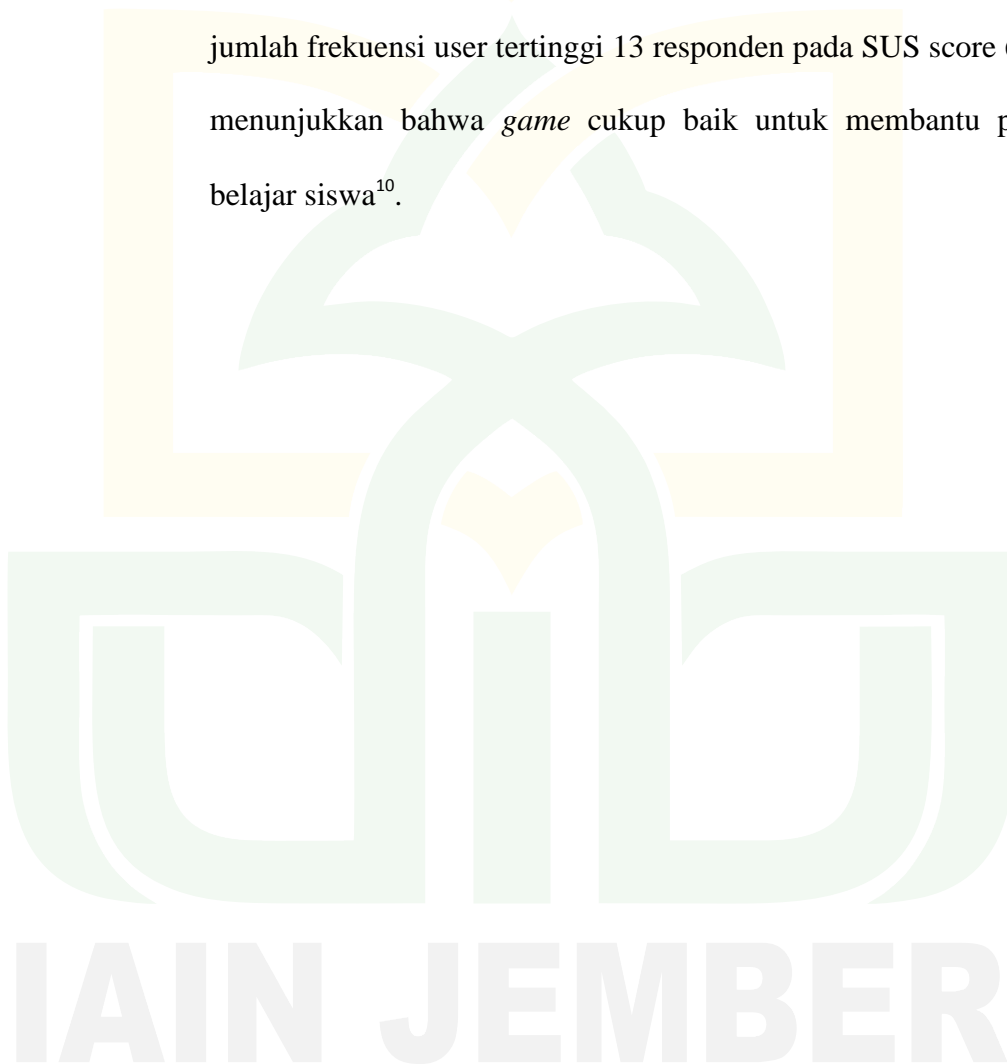 jumlah frekuensi user tertinggi 13 responden pada SUS score
menunjukkan bahwa game cukup baik untuk membantu
belajar siswa10.
IAIN JEMBER